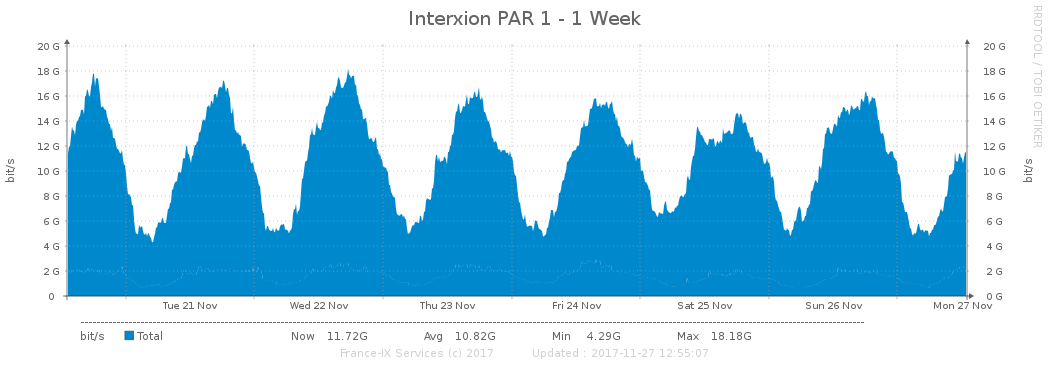 Interxion PAR 1 - 1 Week
RRDTOOL / TOBI OETIKER
bit/s
20 G 20 G
18 G 18 G
16 G 16 G
14 G 14 G
12 G 12 G
10 G 10 G
8 G 8 G
6 G 6 G
4 G 4 G
2 G 2 G
0 0 G
bit/s
Tue 21 Nov Wed 22 Nov Thu 23 Nov Fri 24 Nov Sat 25 Nov Sun 26 Nov Mon 27 Nov
bit/s Total Now 11.72G Avg 10.82G Min 4.29G Max 18.18G
France-IX Services (c) 2017 Updated : 2017-11-27 12:55:07